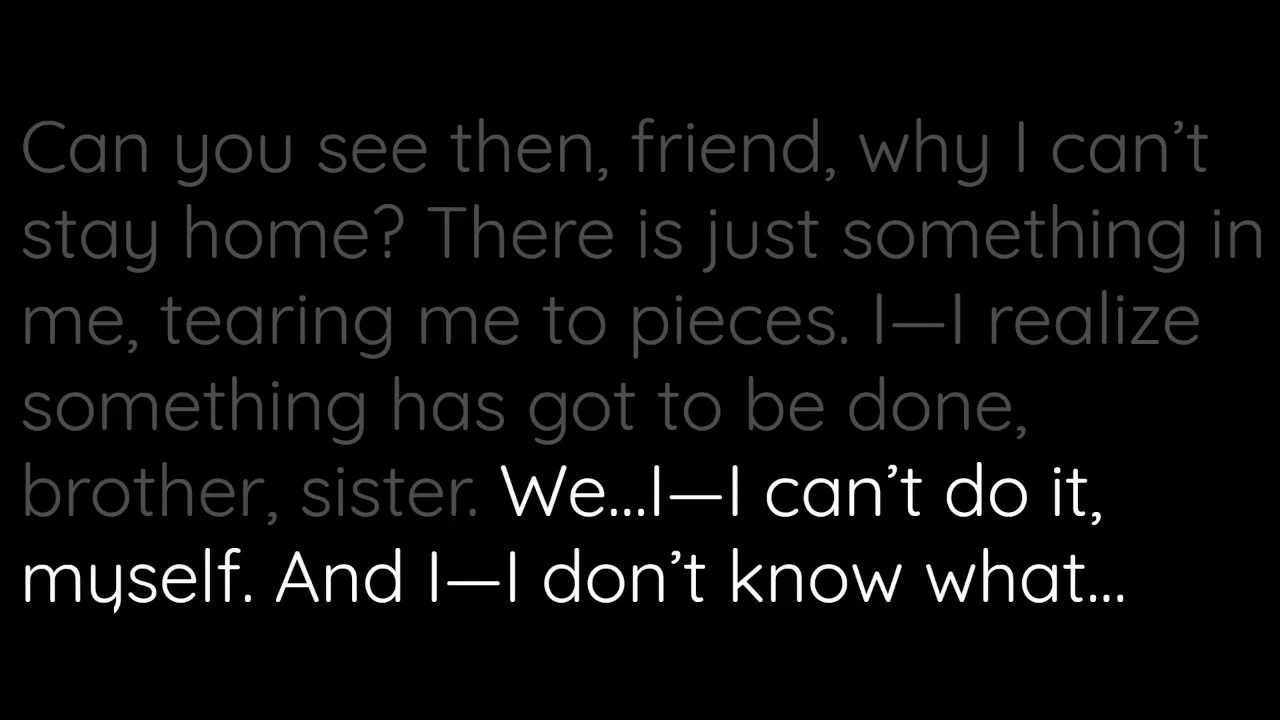 Can you see then, friend, why I can’t
stay home? There is just something in
me, tearing me to pieces. I—I realize
something has got to be done,
brother, sister. We...I—I can’t do it,
myself. And I—I don’t know what...